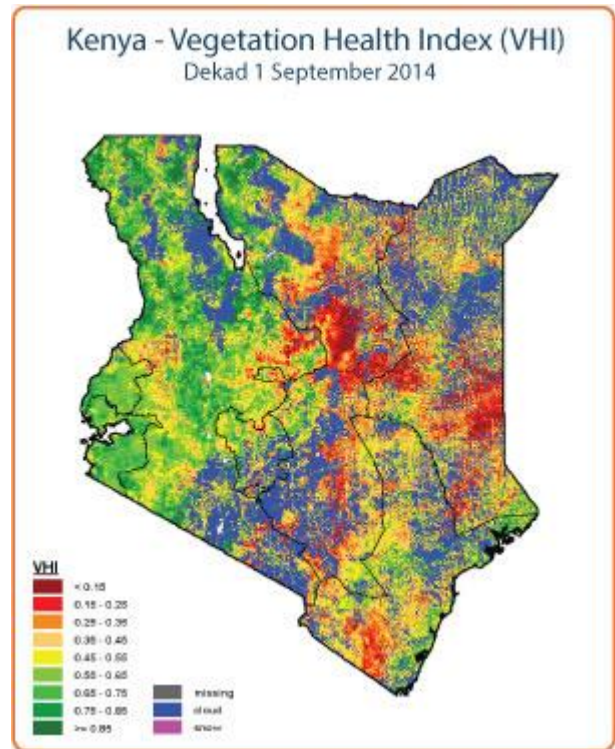 Kenya - Vegetation Health Index (VHI)
Dekad 1 September 2014
VHI
< 0.15
0.15 - 0.25
0.25 - 0.35
0.35 - 0.45
0.45 - 0.55
0.55 - 0.65
0.65 - 0.75
0.75 - 0.85
>= 0.85
missing
cloud
snow